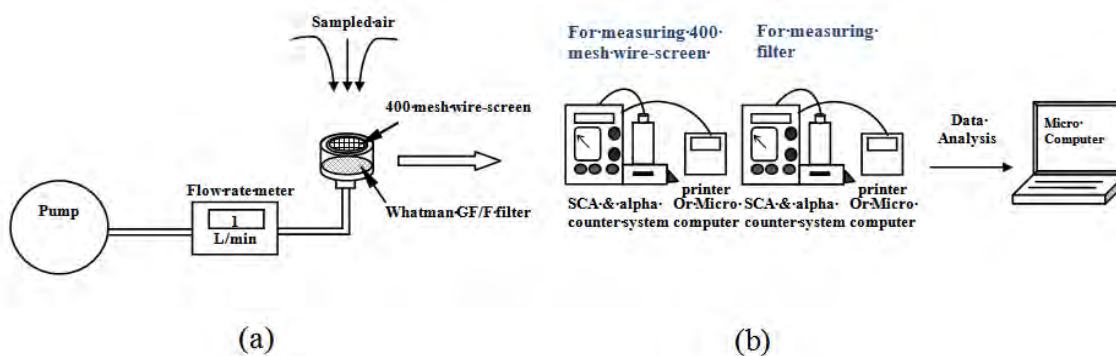 Sampled·air
400·mesh·wire-screen
Whatman·GF/F·filter
Flow·rate·meter
1
L/min
Pump
(a)
For·measuring·400·
mesh·wire·screen·
For·measuring·
filter
SCA·&·alpha·
counter·system
printer
Or·Micro·
computer
SCA·&·alpha·
counter·system
printer
Or·Micro·
computer
Data·
Analysis
Micro·
Computer
(b)